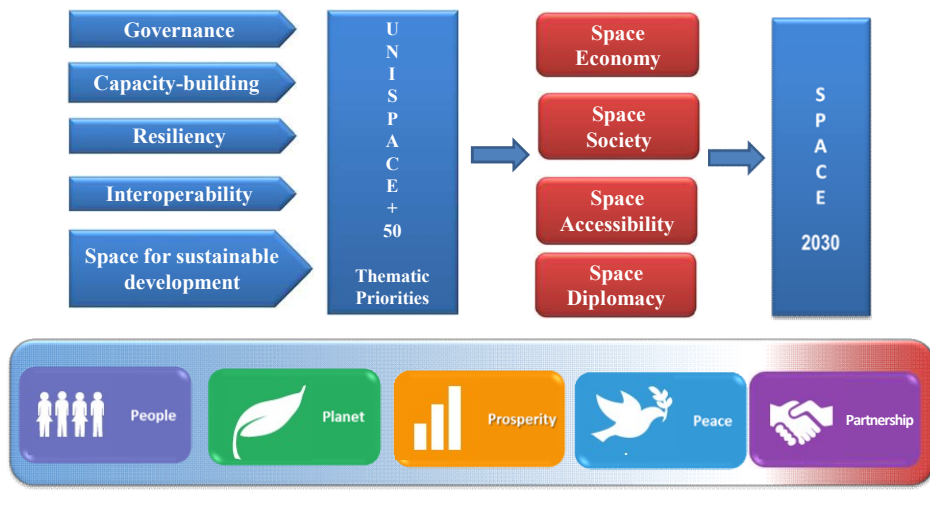 Governance
Capacity-building
Resiliency
Interoperability
Space for sustainable
development
U
N
I
S
P
A
C
E
+
50
Thematic
Priorities
Space
Economy
Space
Society
Space
Accessibility
Space
Diplomacy
S
P
A
C
E
2030
People
Planet
Prosperity
Peace
Partnership